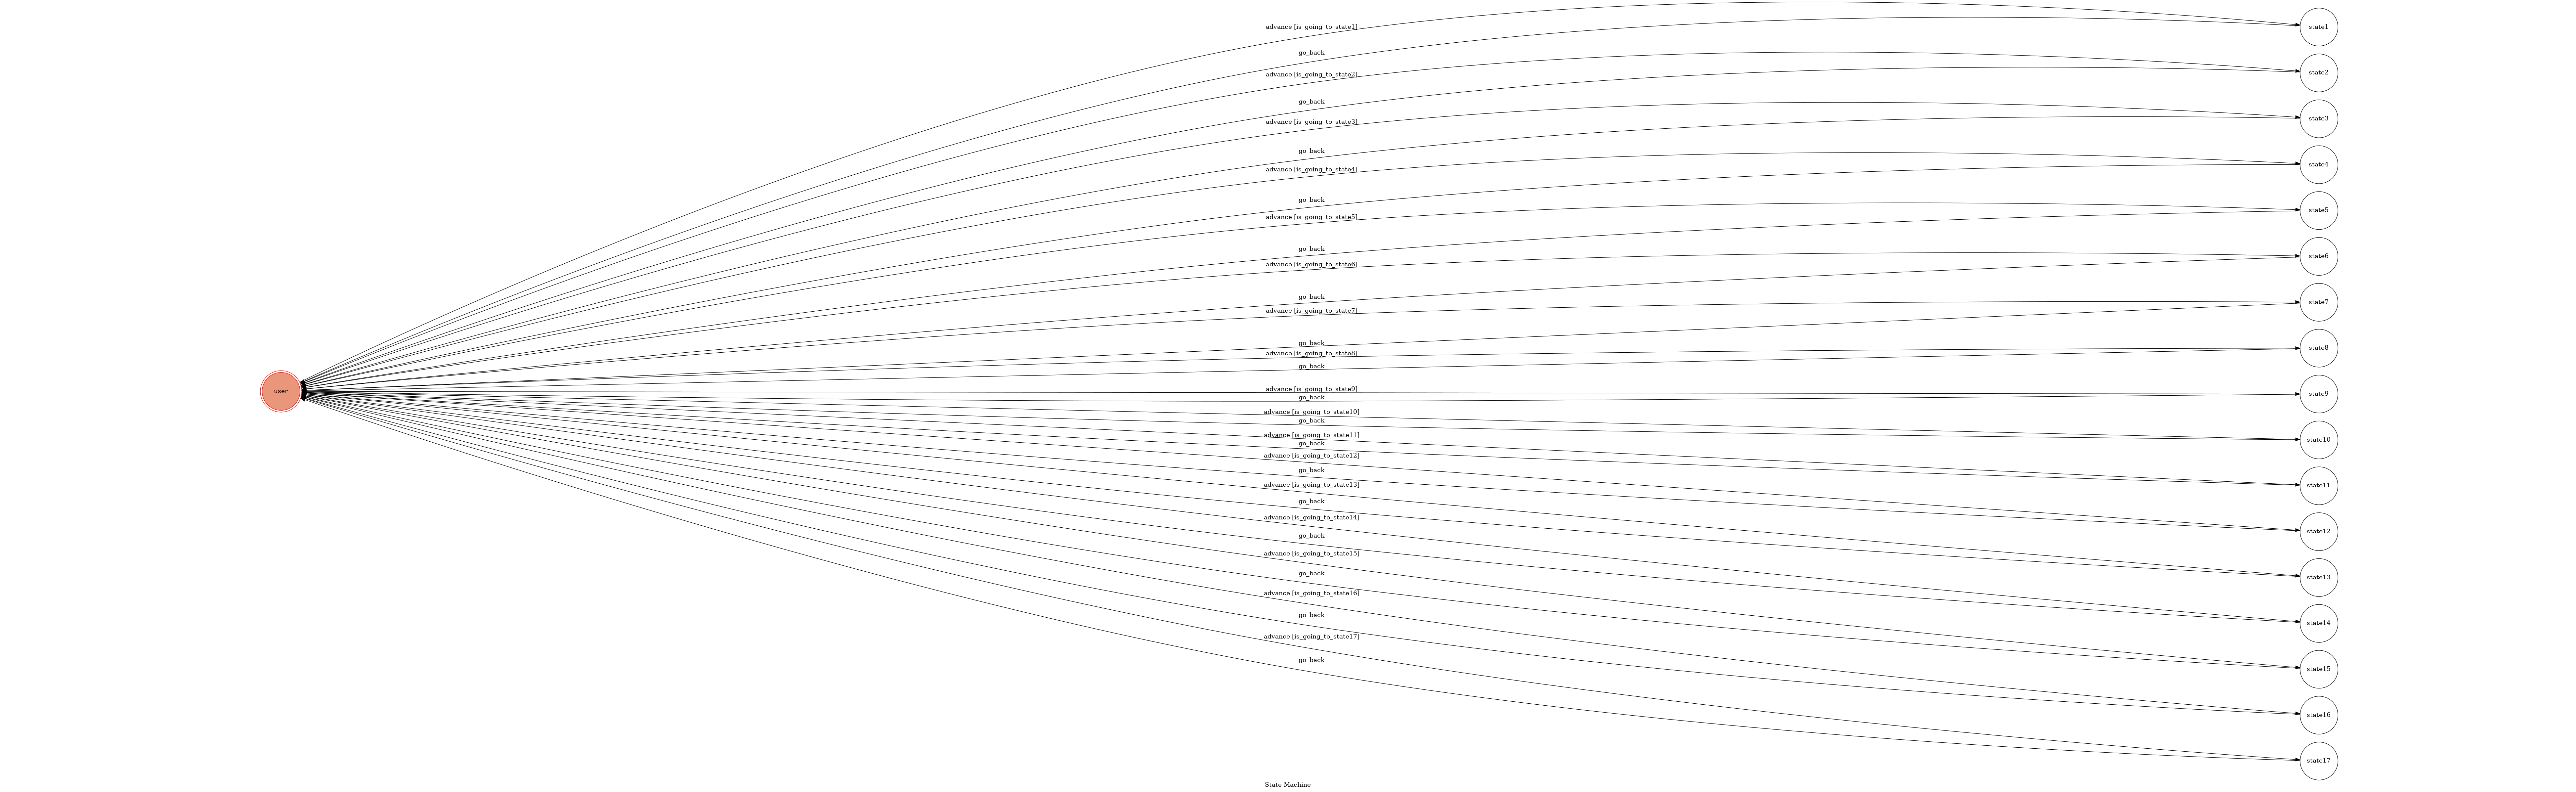 advance [is_going_to_state1]
state1
go_back
advance [is_going_to_state2]
state2
go_back
advance [is_going_to_state3]
state3
go_back
advance [is_going_to_state4]
state4
go_back
advance [is_going_to_state5]
state5
go_back
advance [is_going_to_state6]
state6
go_back
advance [is_going_to_state7]
state7
go_back
advance [is_going_to_state8]
state8
go_back
user
advance [is_going_to_state9]
state9
go_back
advance [is_going_to_state10]
go_back
advance [is_going_to_state11]
state10
go_back
advance [is_going_to_state12]
go_back
advance [is_going_to_state13]
state11
go_back
advance [is_going_to_state14]
state12
go_back
advance [is_going_to_state15]
go_back
state13
advance [is_going_to_state16]
go_back
state14
advance [is_going_to_state17]
go_back
state15
state16
state17
State Machine